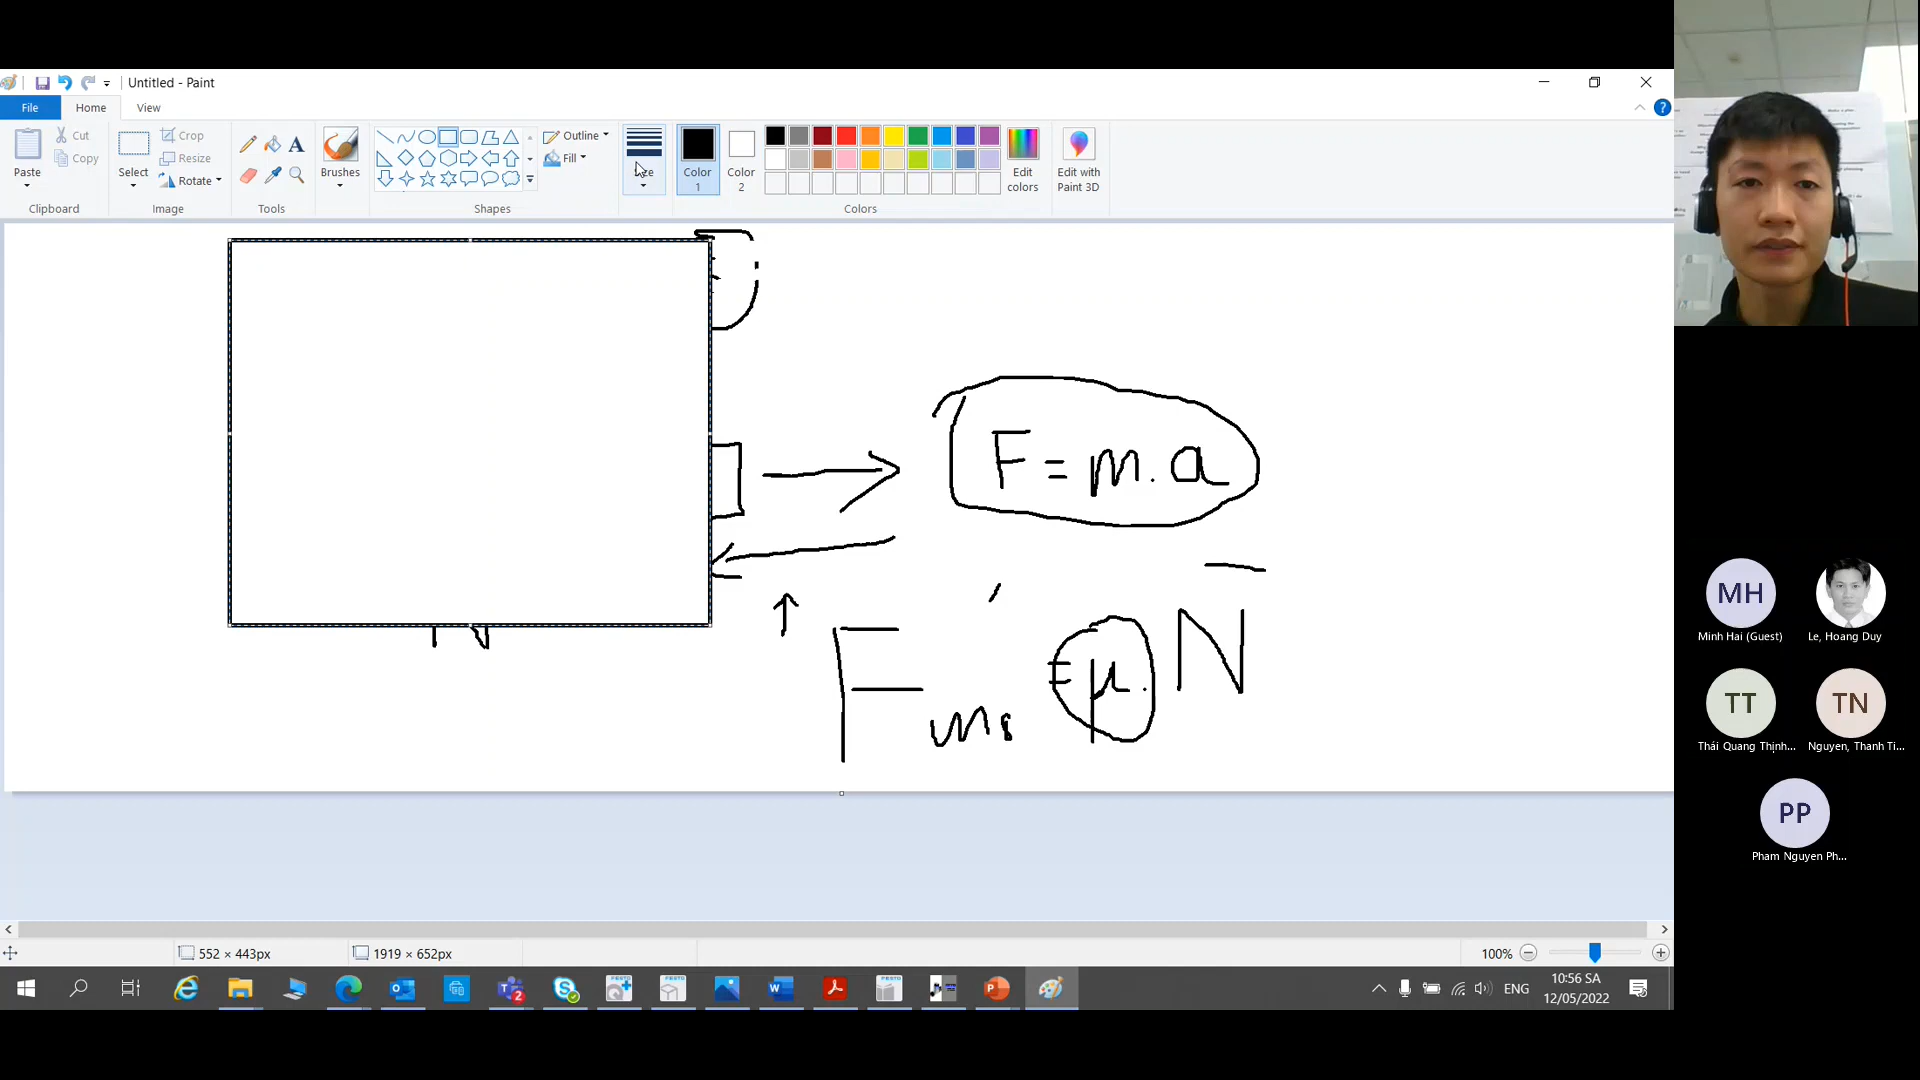 Untitled - Paint
File Home View
Paste
Cut
Copy
Clipboard
Select
Crop
Resize
Rotate
Image
Tools
Brushes
Shapes
Outline
Fill
Color 1
Color 2
Edit colors
Edit with Paint 3D
Colors
F = m.a
Fms = μ. N
552 × 443px
1919 × 652px
100%
ENG
10:56 SA
12/05/2022
MH
Minh Hai (Guest)
Le, Hoang Duy
TT
Thái Quang Thịnh...
TN
Nguyen, Thanh Ti...
PP
Pham Nguyen Ph...